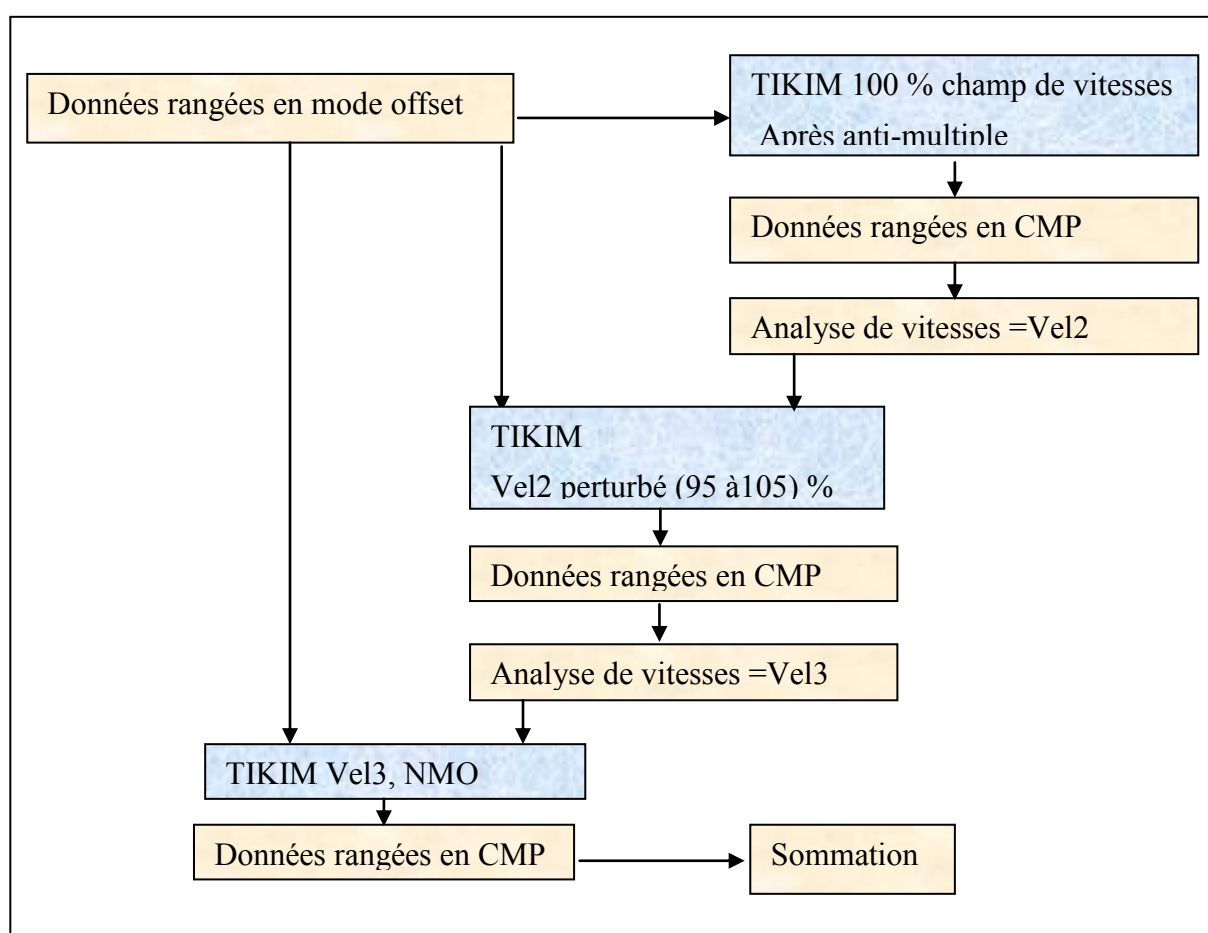 Données rangées en mode offset
TIKIM 100 % champ de vitesses
Après anti-multiple
Données rangées en CMP
Analyse de vitesses =Vel2
TIKIM
Vel2 perturbé (95 à105) %
Données rangées en CMP
Analyse de vitesses =Vel3
TIKIM Vel3, NMO
Données rangées en CMP
Sommation